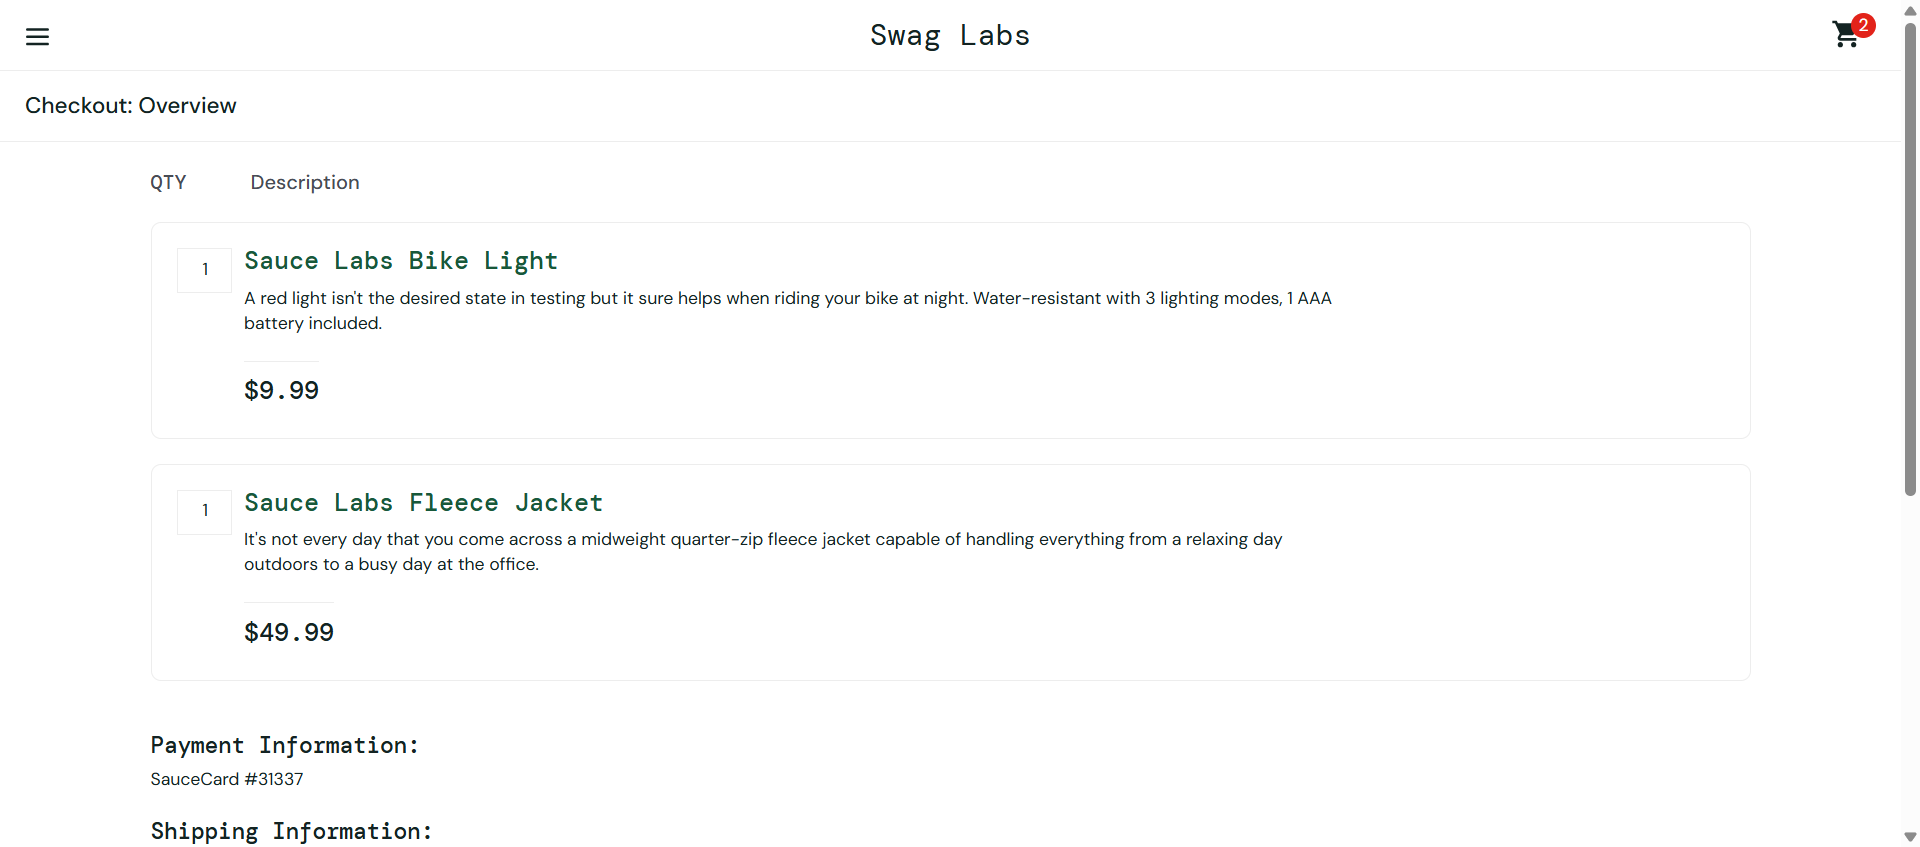 Swag Labs
2
Checkout: Overview
QTY Description
1
Sauce Labs Bike Light
A red light isn't the desired state in testing but it sure helps when riding your bike at night. Water-resistant with 3 lighting modes, 1 AAA
battery included.
$9.99
1
Sauce Labs Fleece Jacket
It's not every day that you come across a midweight quarter-zip fleece jacket capable of handling everything from a relaxing day
outdoors to a busy day at the office.
$49.99
Payment Information:
SauceCard #31337
Shipping Information: